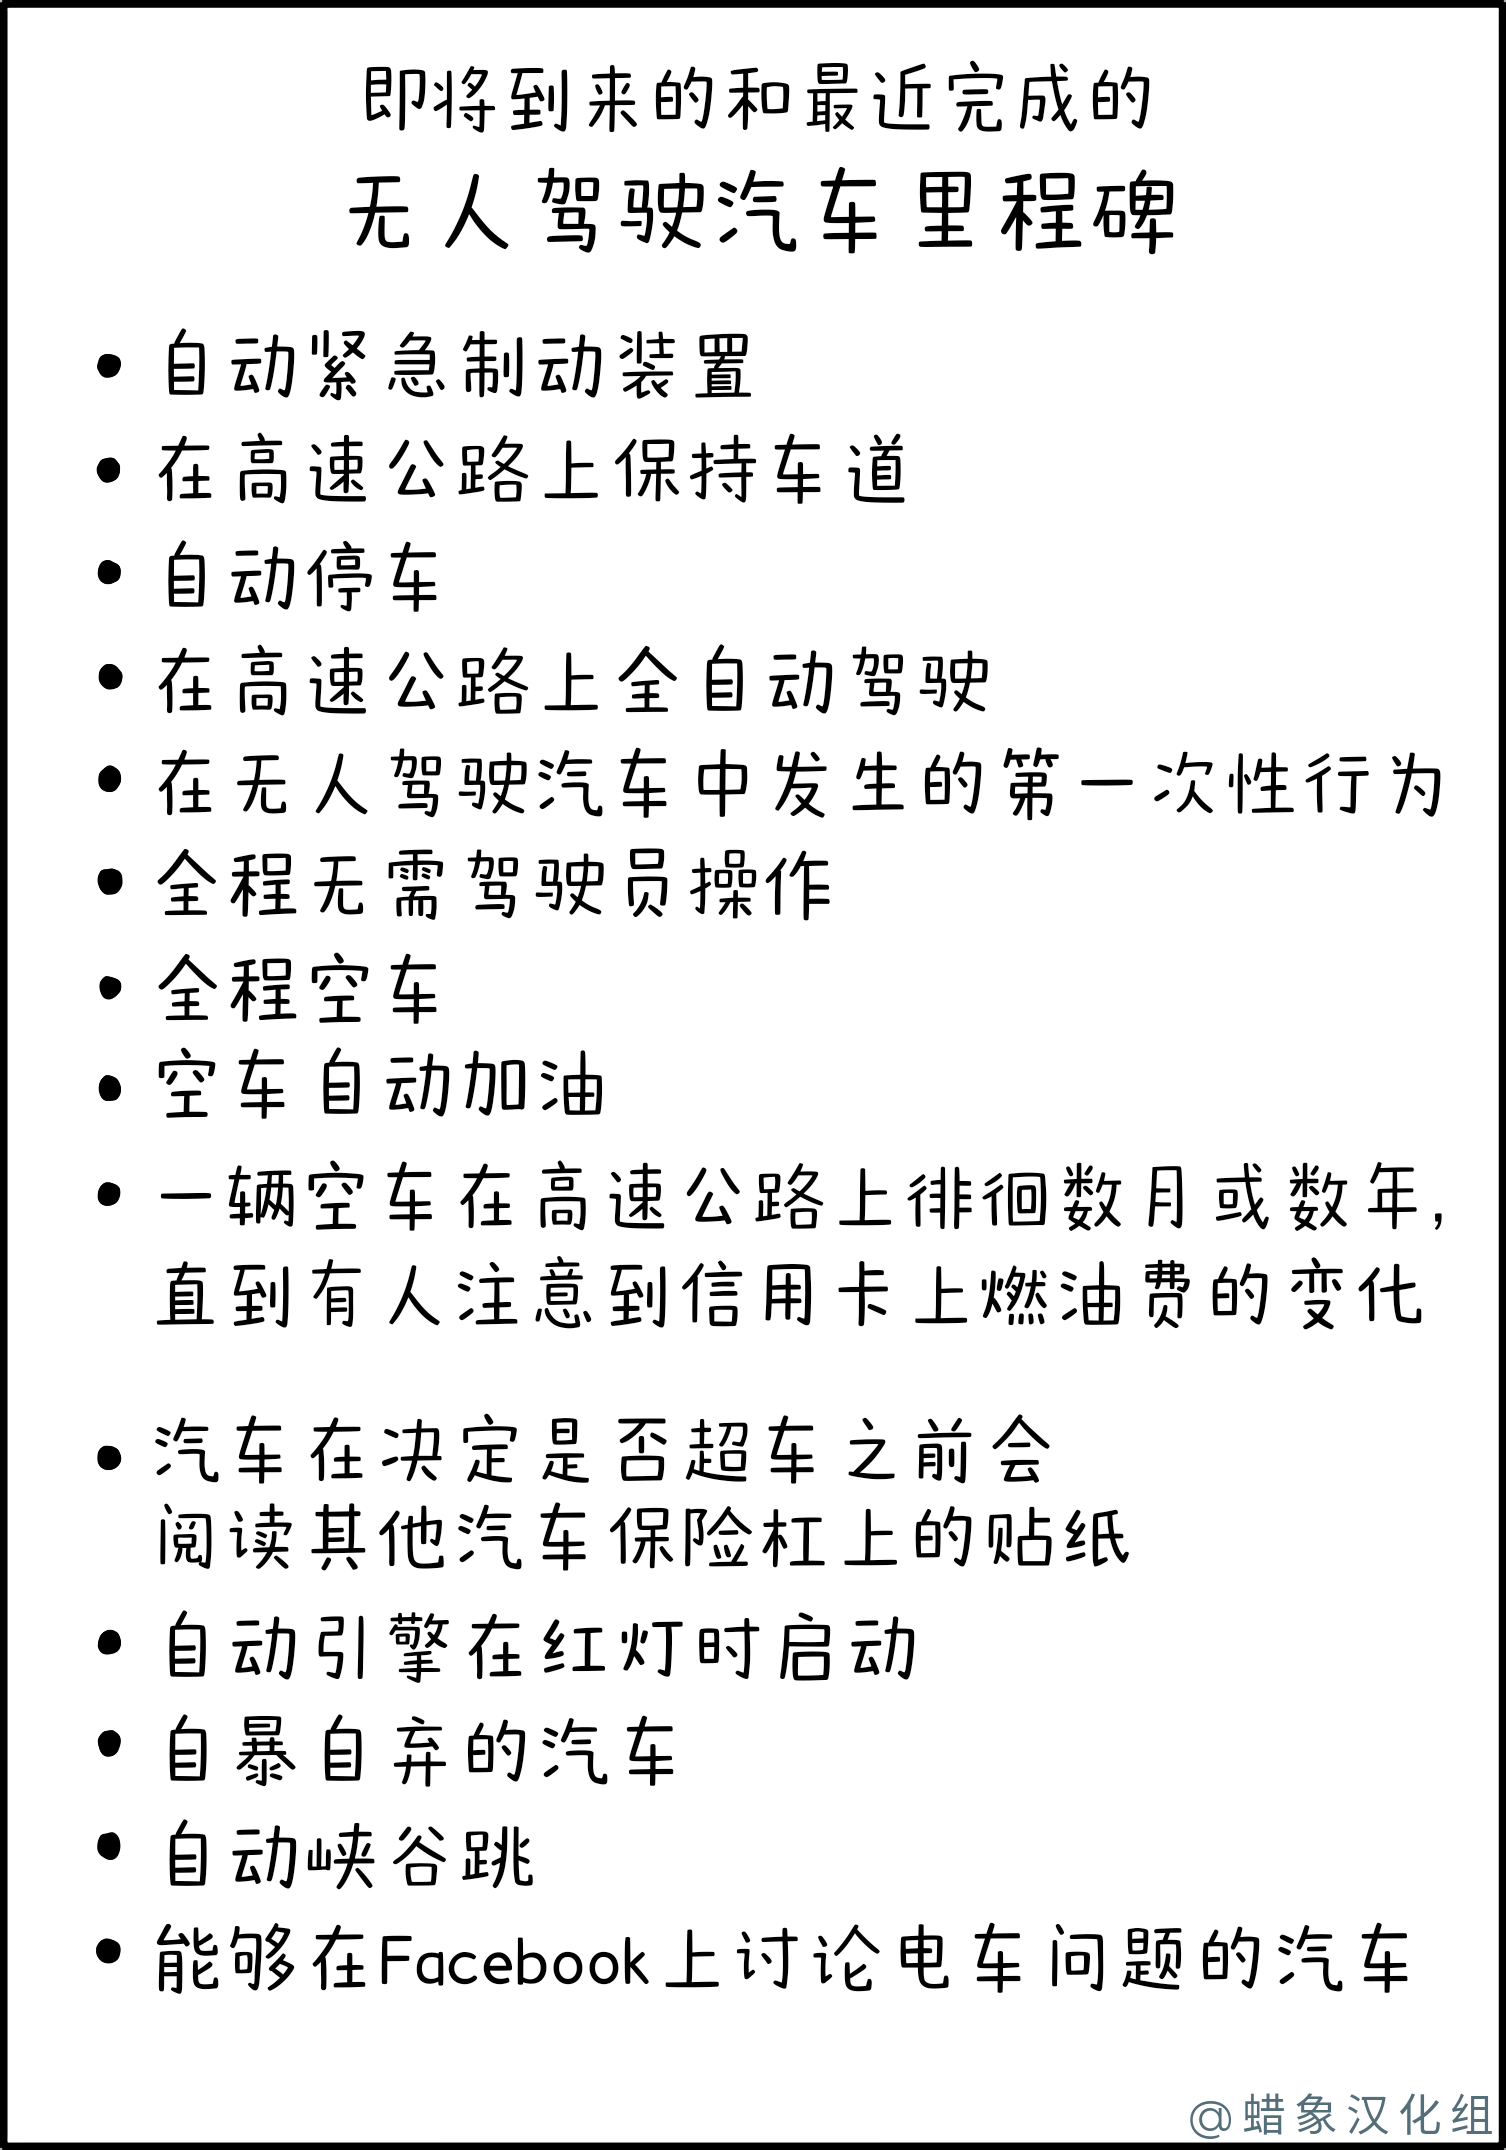 即将到来的和最近完成的
无人驾驶汽车里程碑
• 自动紧急制动装置
• 在高速公路上保持车道
• 自动停车
• 在高速公路上全自动驾驶
• 在无人驾驶汽车中发生的第一次性行为
• 全程无需驾驶员操作
• 全程空车
• 空车自动加油
• 一辆空车在高速公路上徘徊数月或数年,
直到有人注意到信用卡上燃油费的变化
• 汽车在决定是否超车之前会
阅读其他汽车保险杠上的贴纸
• 自动引擎在红灯时启动
• 自暴自弃的汽车
• 自动峡谷跳
• 能够在Facebook上讨论电车问题的汽车
@蜡象汉化组